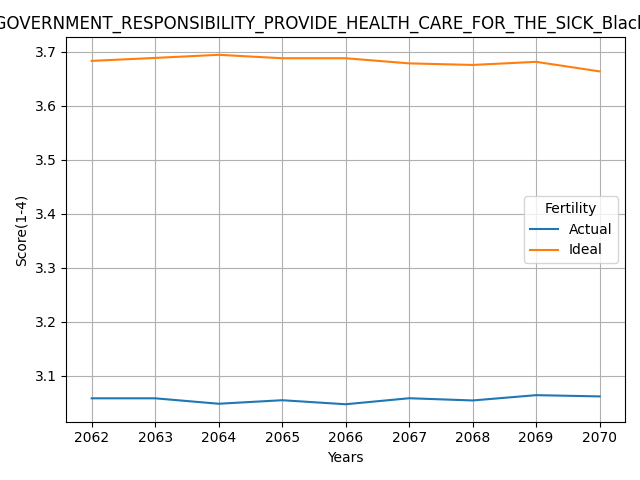 GOVERNMENT_RESPONSIBILITY_PROVIDE_HEALTH_CARE_FOR_THE_SICK_Black
3.7
3.6
3.5
3.4
3.3
3.2
3.1
Score(1-4)
Fertility
Actual
Ideal
2062 2063 2064 2065 2066 2067 2068 2069 2070
Years